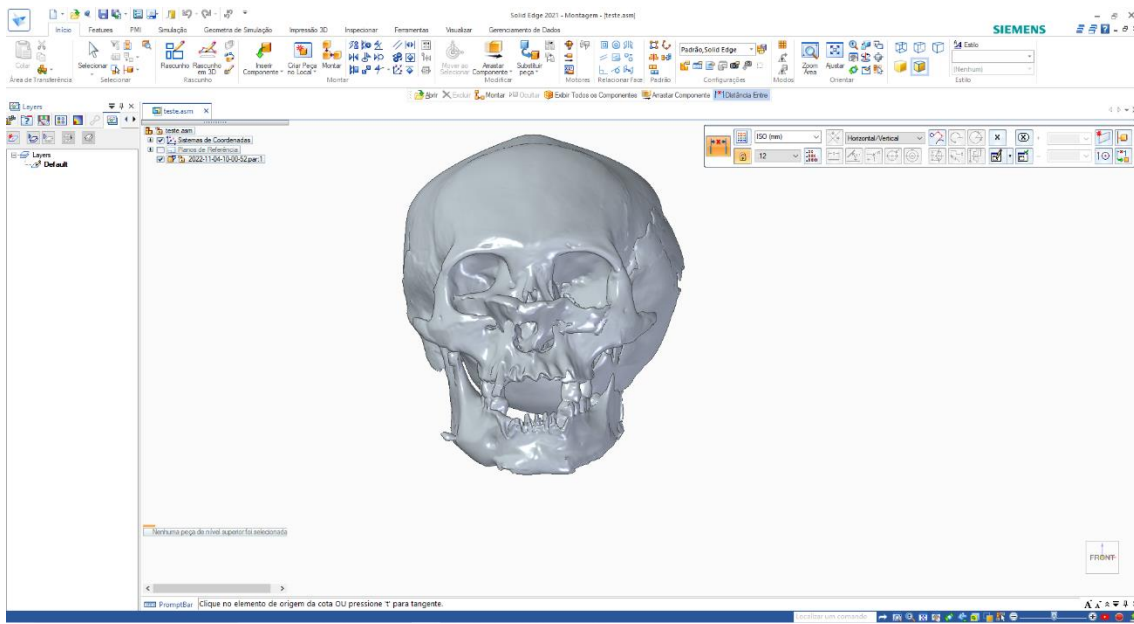 Solid Edge 2021 - Montagem - [teste.asm]
Início Features PMI Simulação Geometria de Simulação Impressão 3D Inspecionar Ferramentas Visualizar Gerenciamento de Dados
SIEMENS
Colar
Selecionar
Rascunho
Rascunho em 3D
Inserir Componente
Criar Peça no Local
Montar
Mover ao Selecionar
Arrastar Componente
Substituir peça
Padrão,Solid Edge
Zoom Área
Ajustar
Estilo
(Nenhum)
Área de Transferência Selecionar Rascunho Montar Modificar Motores Relacionar Face Padrão Configurações Modos Orientar Estilo
Abrir Excluir Montar Ocultar Exibir Todos os Componentes Arrastar Componente Distância Entre
Layers
teste.asm
Layers
Default
teste.asm
Sistemas de Coordenadas
Planos de Referência
2022-11-04-10-00-52.par:1
ISO (mm)
Horizontal/Vertical
12
Nenhuma peça de nível superior foi selecionada
FRONT
PromptBar Clique no elemento de origem da cota OU pressione 't' para tangente.
Localizar um comando